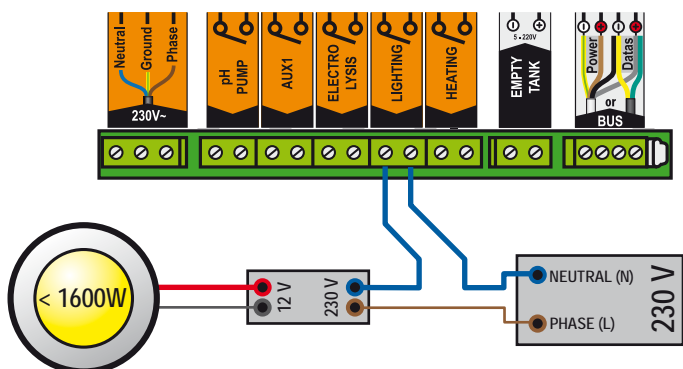 Neutral
Ground
Phase
230V~
pH
PUMP
AUX1
ELECTRO
LYSIS
LIGHTING
HEATING
5 • 220V
EMPTY
TANK
Power
Datas
or
BUS
< 1600W
12 V
230 V
NEUTRAL (N)
PHASE (L)
230 V